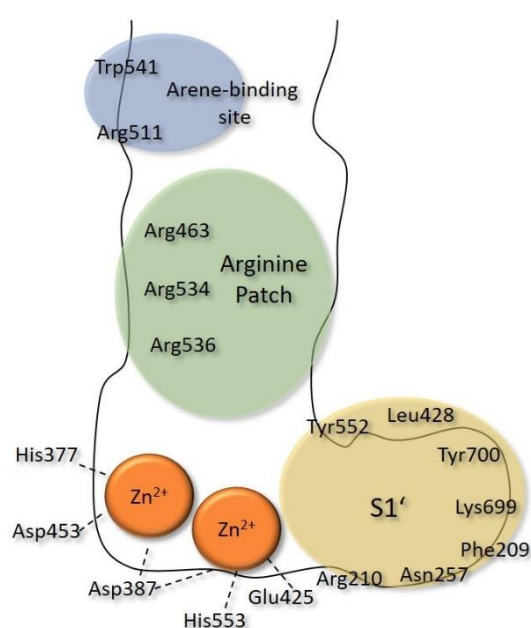 Trp541
Arene-binding
site
Arg511
Arg463
Arginine
Patch
Arg534
Arg536
Tyr552
Leu428
Tyr700
His377
Zn2+
Zn2+
S1‘
Lys699
Asp453
Phe209
Asn257
Arg210
Asp387
Glu425
His553